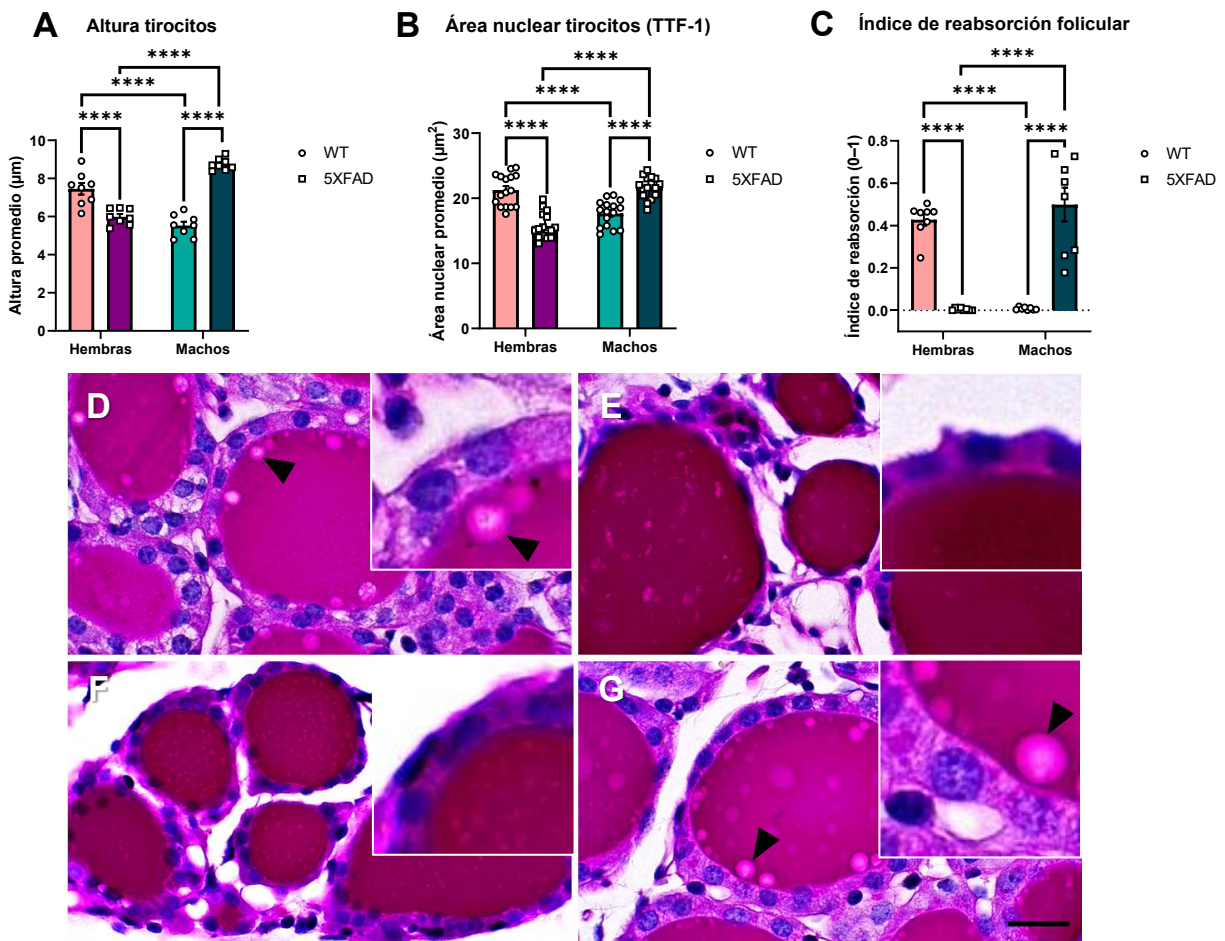 A
Altura tirocitos
****
****
****
****
Altura promedio (µm)
10
8
6
4
2
0
Hembras
Machos
WT
5XFAD
B
Área nuclear tirocitos (TTF-1)
****
****
****
****
Área nuclear promedio (µm²)
30
20
10
0
Hembras
Machos
WT
5XFAD
C
Índice de reabsorción folicular
****
****
****
****
Índice de reabsorción (0–1)
0.8
0.6
0.4
0.2
0.0
Hembras
Machos
WT
5XFAD
D
E
F
G